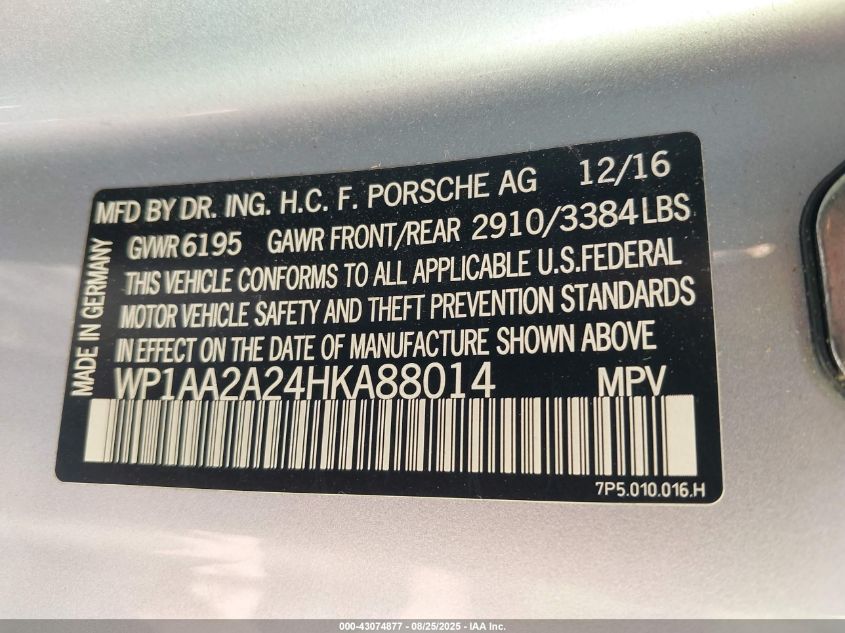 MFD BY DR. ING. H.C. F. PORSCHE AG 12/16
GVWR 6195 GAWR FRONT/REAR 2910/3384 LBS
THIS VEHICLE CONFORMS TO ALL APPLICABLE U.S.FEDERAL
MOTOR VEHICLE SAFETY AND THEFT PREVENTION STANDARDS
IN EFFECT ON THE DATE OF MANUFACTURE SHOWN ABOVE
WP1AA2A24HKA88014 MPV
MADE IN GERMANY
7P5.010.016.H
000-43074877 - 08/25/2025 - IAA Inc.